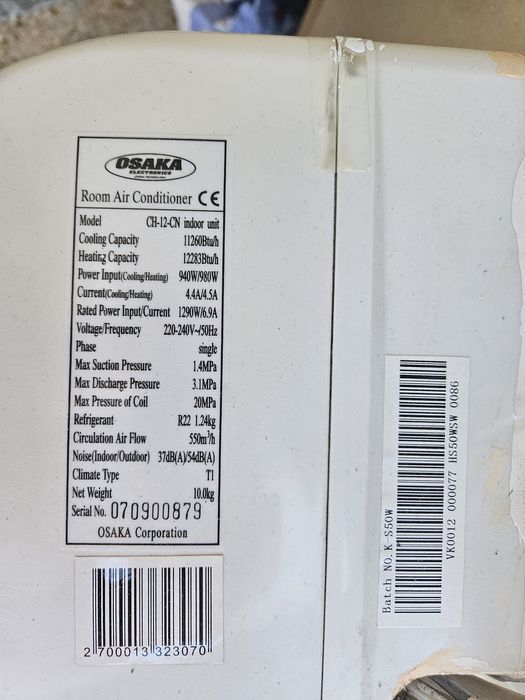 OSAKA
ELECTRONICS
Room Air Conditioner CE
Model CH-12-CN indoor unit
Cooling Capacity 11260Btu/h
Heating Capacity 12283Btu/h
Power Input(Cooling/Heating) 940W/980W
Current(Cooling/Heating) 4.4A/4.5A
Rated Power Input/Current 1290W/6.9A
Voltage/Frequency 220-240V~/50Hz
Phase single
Max Suction Pressure 1.4MPa
Max Discharge Pressure 3.1MPa
Max Pressure of Coil 20MPa
Refrigerant R22 1.24kg
Circulation Air Flow 550m³/h
Noise(Indoor/Outdoor) 37dB(A)/54dB(A)
Climate Type T1
Net Weight 10.0kg
Serial No. 070900879
OSAKA Corporation
2 700013 323070
Batch NO.K-S50W
VK0012 000077 HS50WSW 0086